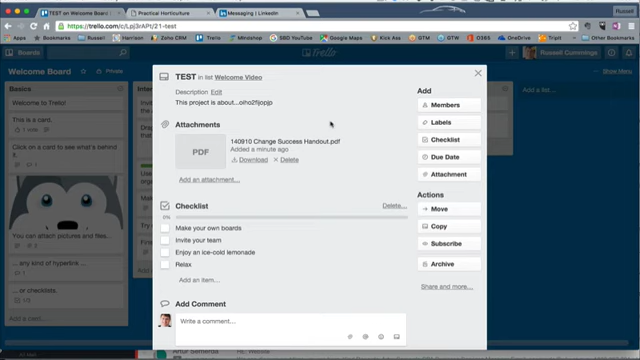 TEST on Welcome Board |
Practical Horticulture
Messaging | LinkedIn
Russell
https://trello.com/c/Lpj3rAPt/21-test
Apps
Harrison
Zoho CRM
Trello
Mindshop
SBD YouTube
Google
Kick Ass
GTM
GTW
O365
OneDrive
GTT
Boards
Trello
Russell Cummings
Welcome Board
Private
Show Menu
Basics
Welcome to Trello!
This is a card.
1 vote
Click on a card to see what's behind it.
You can attach pictures and files...
... any kind of hyperlink ...
... or checklists.
Add a card...
Add a list...
TEST in list Welcome Video
Description Edit
This project is about...oiho2fijopjp
Attachments
PDF
140910 Change Success Handout.pdf
Added a minute ago
Download Delete
Add an attachment...
Checklist
Delete...
0%
Make your own boards
Invite your team
Enjoy an ice-cold lemonade
Relax
Add an item...
Add Comment
Write a comment...
Add
Members
Labels
Checklist
Due Date
Attachment
Actions
Move
Copy
Subscribe
Archive
Share and more...